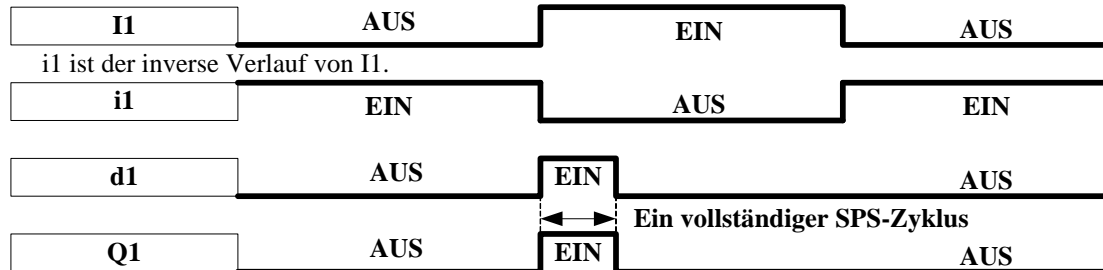 I1 AUS EIN AUS
i1 ist der inverse Verlauf von I1.
i1 EIN AUS EIN
d1 AUS EIN AUS
Ein vollständiger SPS-Zyklus
Q1 AUS EIN AUS